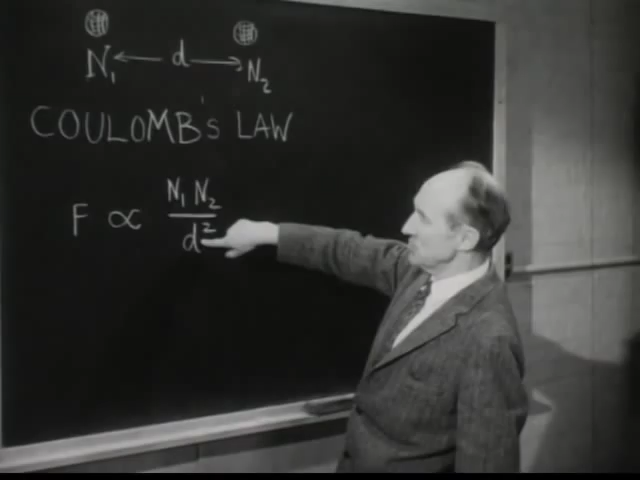 N₁ ← d → N₂
COULOMB'S LAW
F ∝ N₁ N₂ / d²